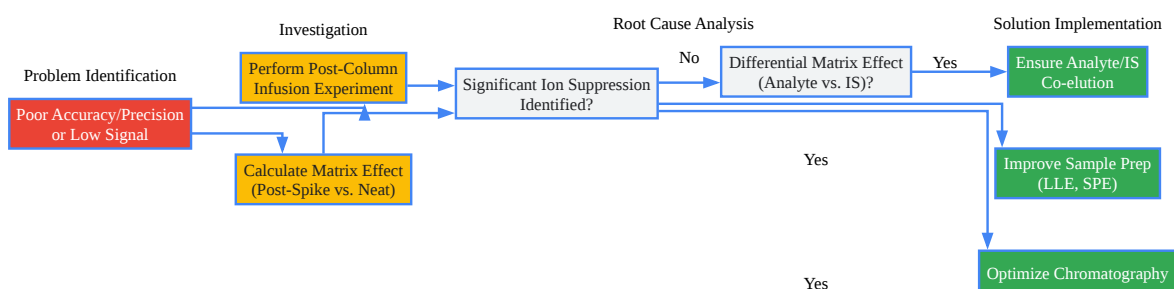 Problem Identification
Poor Accuracy/Precision
or Low Signal
Investigation
Perform Post-Column
Infusion Experiment
Calculate Matrix Effect
(Post-Spike vs. Neat)
Root Cause Analysis
Significant Ion Suppression
Identified?
No
Differential Matrix Effect
(Analyte vs. IS)?
Yes
Yes
Yes
Solution Implementation
Ensure Analyte/IS
Co-elution
Improve Sample Prep
(LLE, SPE)
Optimize Chromatography